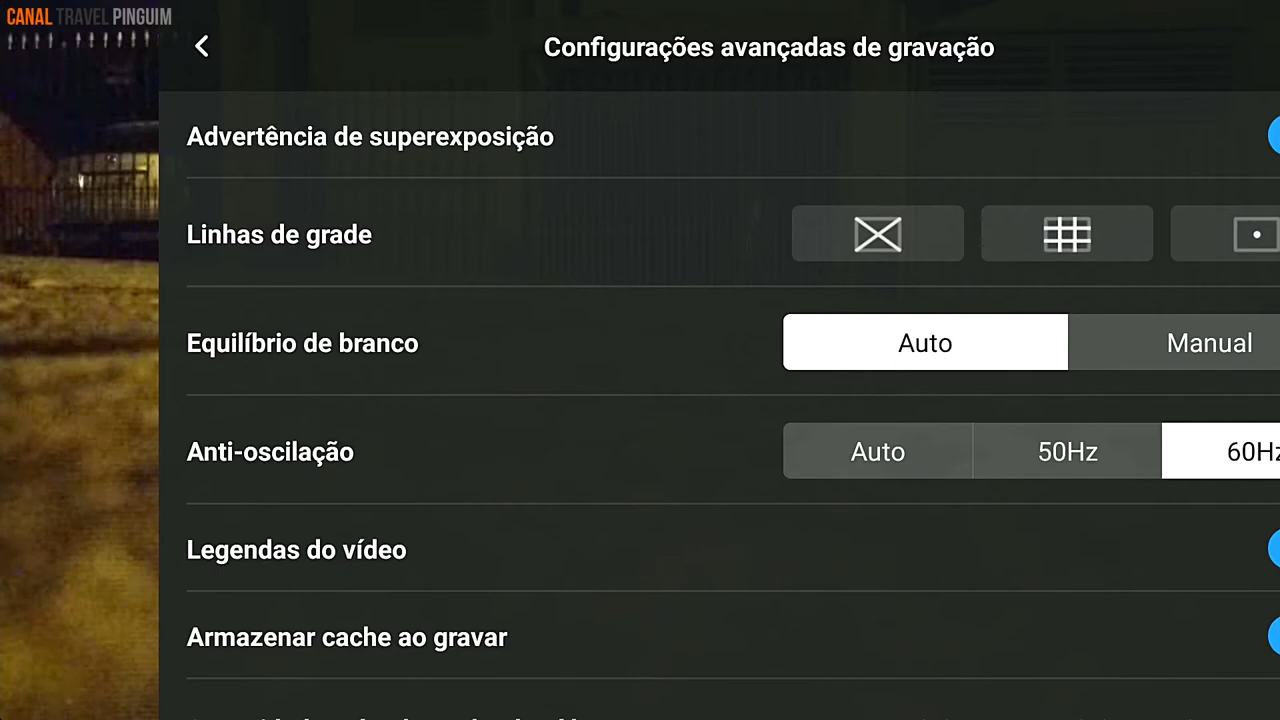 CANAL TRAVEL PINGUIM
Configurações avançadas de gravação
Advertência de superexposição
Linhas de grade
Equilíbrio de branco
Auto
Manual
Anti-oscilação
Auto
50Hz
60Hz
Legendas do vídeo
Armazenar cache ao gravar